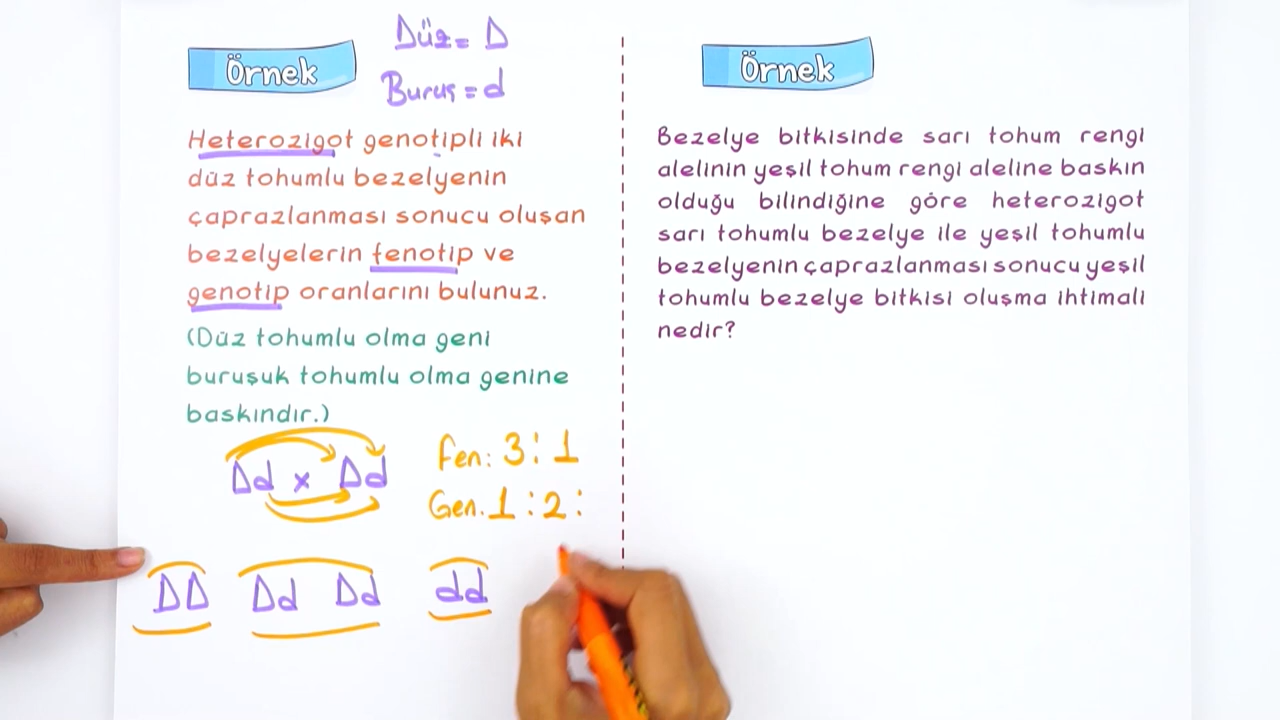 Düz = D
Örnek
Buruş = d
Heterozigot genotipli iki
düz tohumlu bezelyenin
çaprazlanması sonucu oluşan
bezelyelerin fenotip ve
genotip oranlarını bulunuz.
(Düz tohumlu olma geni
buruşuk tohumlu olma genine
baskındır.)
Dd x Dd
Fen: 3:1
Gen. 1:2:
DD Dd Dd dd
Örnek
Bezelye bitkisinde sarı tohum rengi
alelinin yeşil tohum rengi aleline baskın
olduğu bilindiğine göre heterozigot
sarı tohumlu bezelye ile yeşil tohumlu
bezelyenin çaprazlanması sonucu yeşil
tohumlu bezelye bitkisi oluşma ihtimali
nedir?